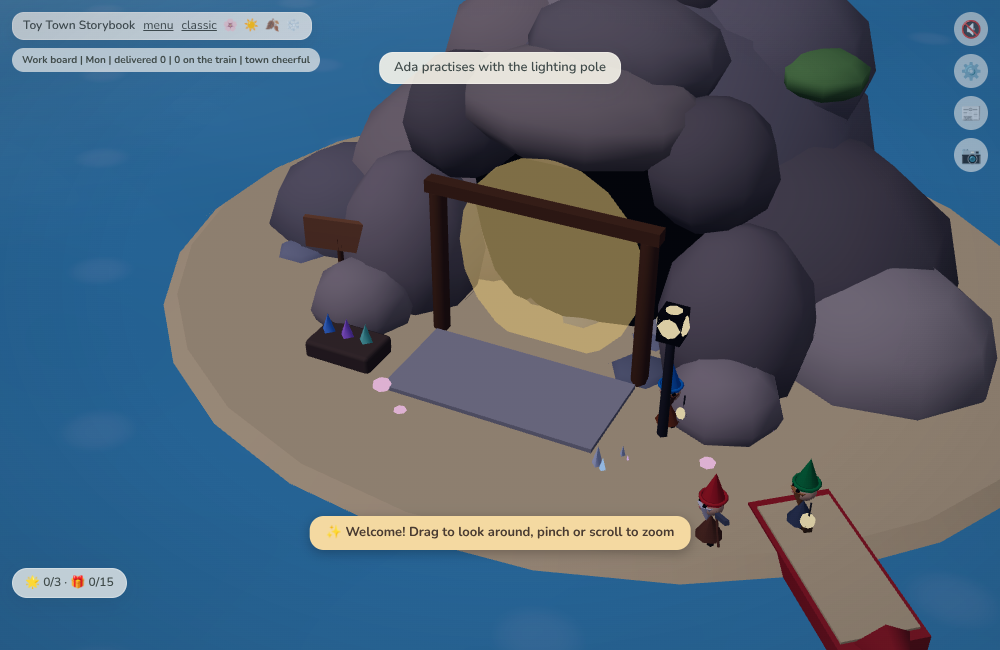 Toy Town Storybook menu classic
Work board | Mon | delivered 0 | 0 on the train | town cheerful
Ada practises with the lighting pole
Welcome! Drag to look around, pinch or scroll to zoom
0/3 · 0/15